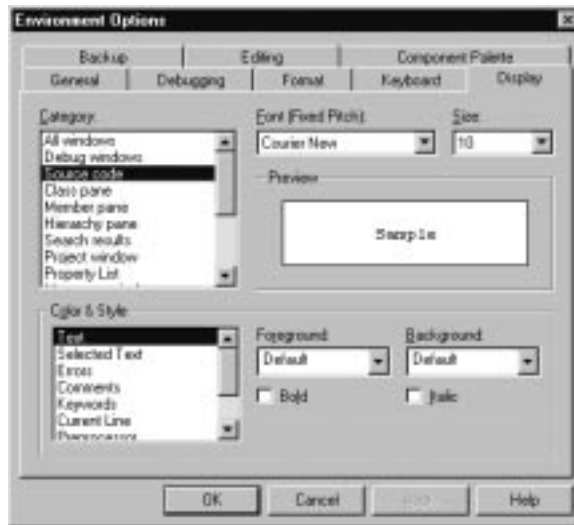 Environment Options
Backup Editing Component Palette
General Debugging Format Keyboard Display
Category:
All windows
Debug windows
Source code
Class pane
Member pane
Hierarchy pane
Search results
Project window
Property List
Font (Fixed Pitch):
Courier New
Size:
10
Preview
Sample
Color & Style
Text
Selected Text
Errors
Comments
Keywords
Current Line
Preprocessor
Foreground:
Default
Bold
Background:
Default
Italic
OK Cancel Help